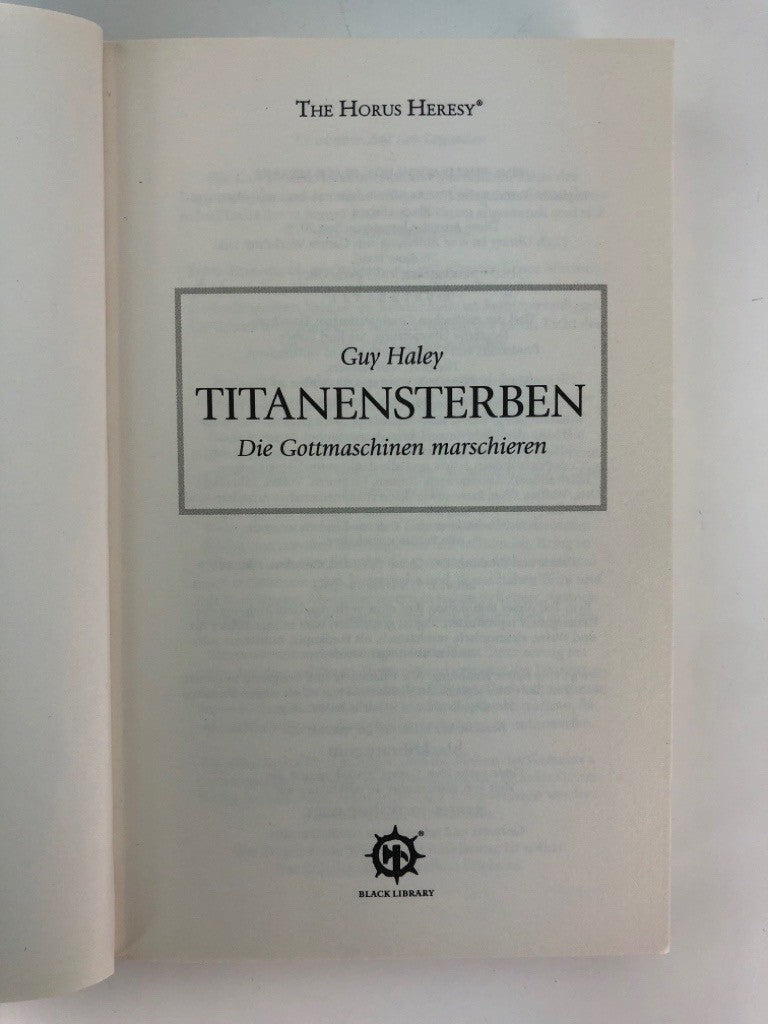 THE HORUS HERESY®
Guy Haley
TITANENSTERBEN
Die Gottmaschinen marschieren
®
BLACK LIBRARY